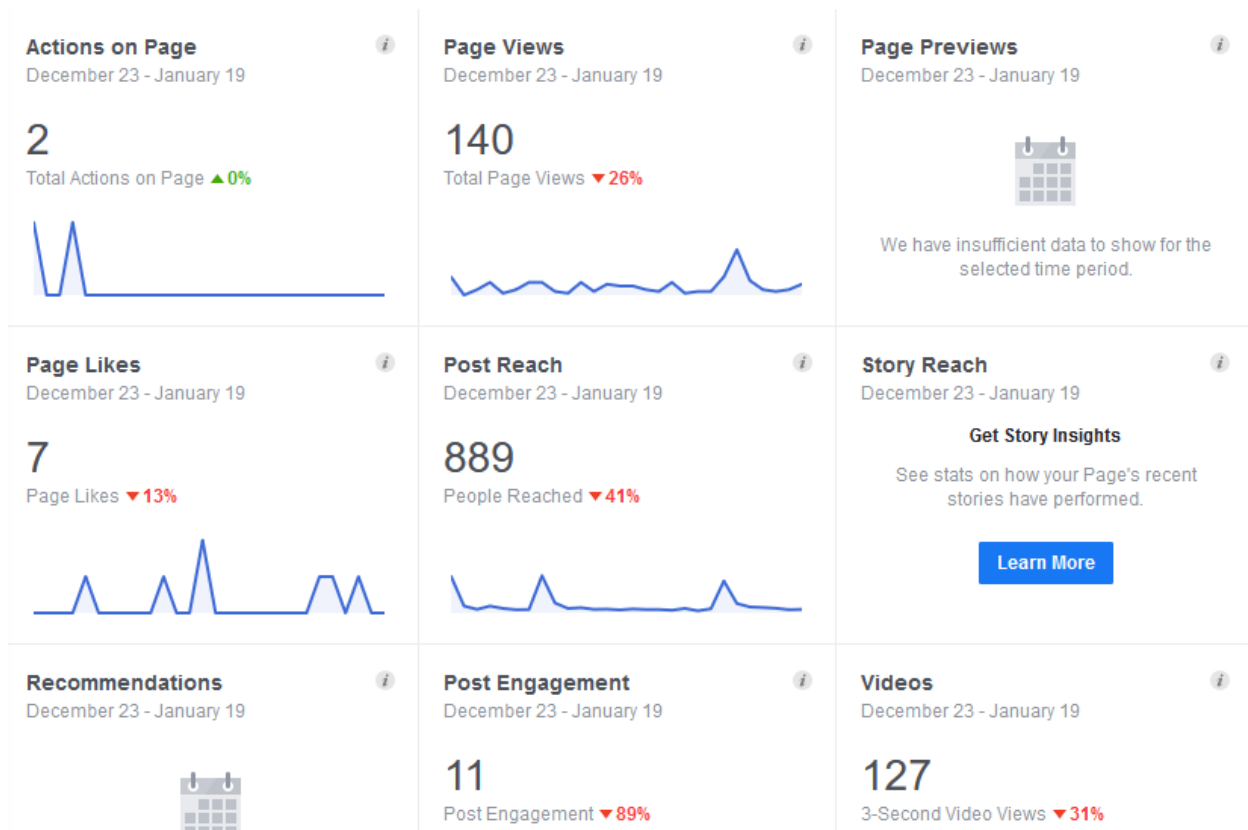 Actions on Page
December 23 - January 19
2
Total Actions on Page ▲ 0%
Page Views
December 23 - January 19
140
Total Page Views ▼ 26%
Page Previews
December 23 - January 19
We have insufficient data to show for the
selected time period.
Page Likes
December 23 - January 19
7
Page Likes ▼ 13%
Post Reach
December 23 - January 19
889
People Reached ▼ 41%
Story Reach
December 23 - January 19
Get Story Insights
See stats on how your Page's recent
stories have performed.
Learn More
Recommendations
December 23 - January 19
Post Engagement
December 23 - January 19
11
Post Engagement ▼ 89%
Videos
December 23 - January 19
127
3-Second Video Views ▼ 31%